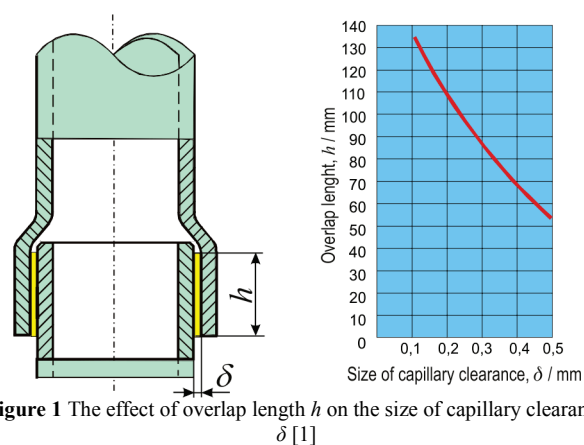 h
δ
Overlap lenght, h / mm
140
130
120
110
100
90
80
70
60
50
40
30
20
10
0
0,1 0,2 0,3 0,4 0,5
Size of capillary clearance, δ / mm
igure 1 The effect of overlap length h on the size of capillary clearan
δ [1]